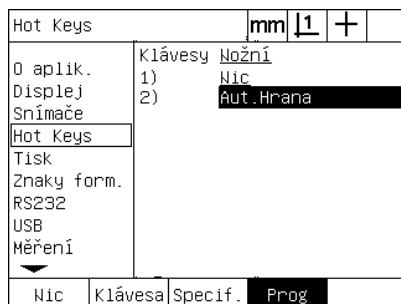 Hot Keys mm 1
O aplik.
Displej
Snímače
Hot Keys
Tisk
Znaky form.
RS232
USB
Měření
Klávesy Nožní
1) Nic
2) Aut.Hrana
Nic Klávesa Specif. Prog